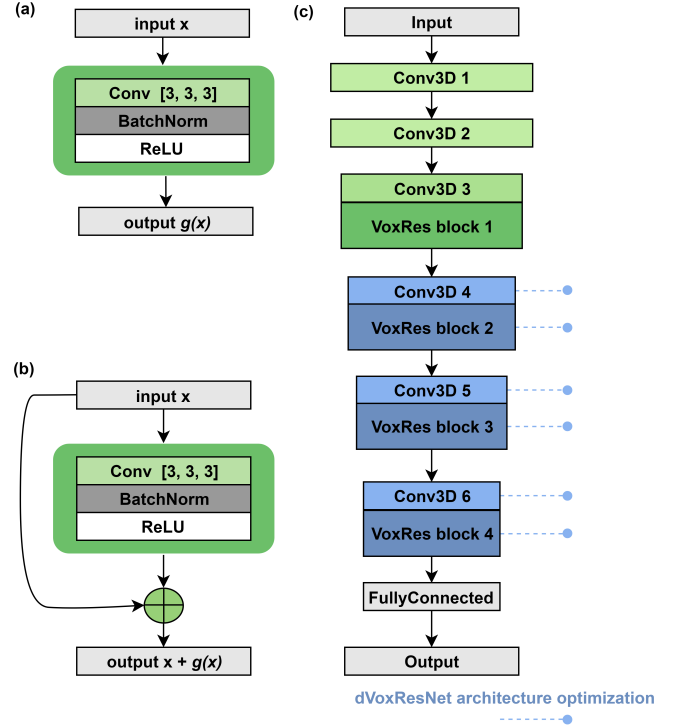 (a)
input x
Conv [3, 3, 3]
BatchNorm
ReLU
output g(x)
(b)
input x
Conv [3, 3, 3]
BatchNorm
ReLU
output x + g(x)
(c)
Input
Conv3D 1
Conv3D 2
Conv3D 3
VoxRes block 1
Conv3D 4
VoxRes block 2
Conv3D 5
VoxRes block 3
Conv3D 6
VoxRes block 4
FullyConnected
Output
dVoxResNet architecture optimization